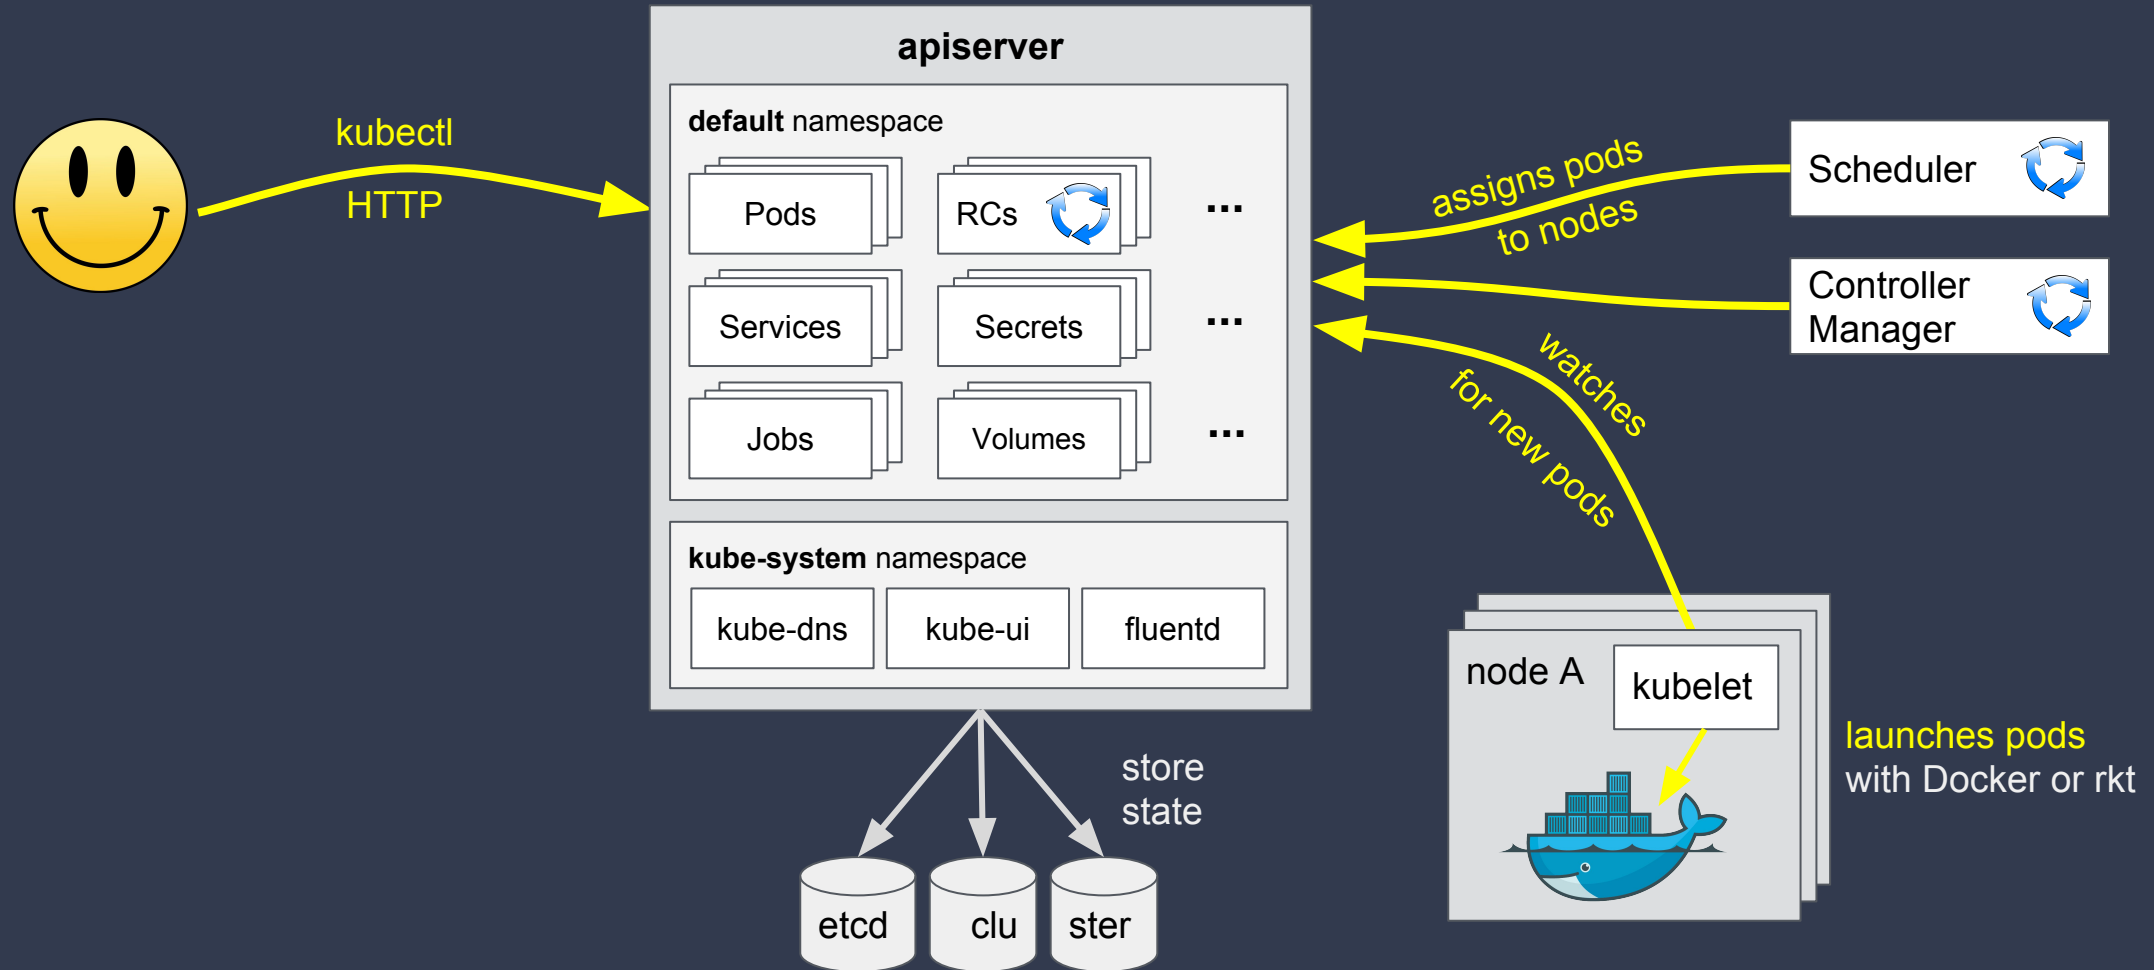 apiserver
default namespace
kubectl
HTTP
Pods
RCs
...
Services
Secrets
...
Jobs
Volumes
...
kube-system namespace
kube-dns
kube-ui
fluentd
store
state
etcd
clu
ster
assigns pods
to nodes
Scheduler
Controller
Manager
watches
for new pods
node A
kubelet
launches pods
with Docker or rkt